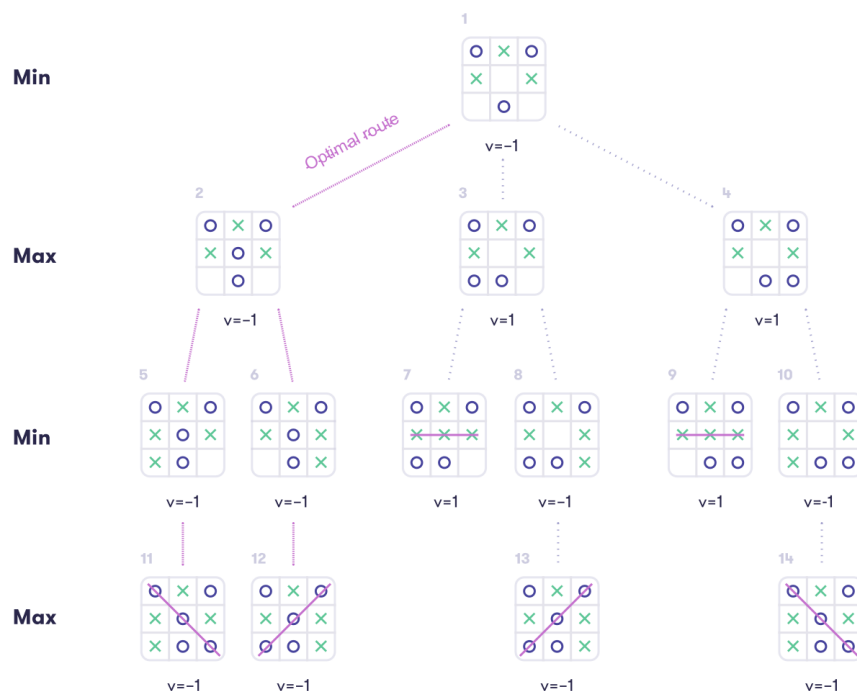 1
Min
Optimal route
v=-1
2
3
4
Max
v=-1
v=1
v=1
5
6
7
8
9
10
Min
v=-1
v=-1
v=1
v=-1
v=1
v=-1
11
12
13
14
Max
v=-1
v=-1
v=-1
v=-1